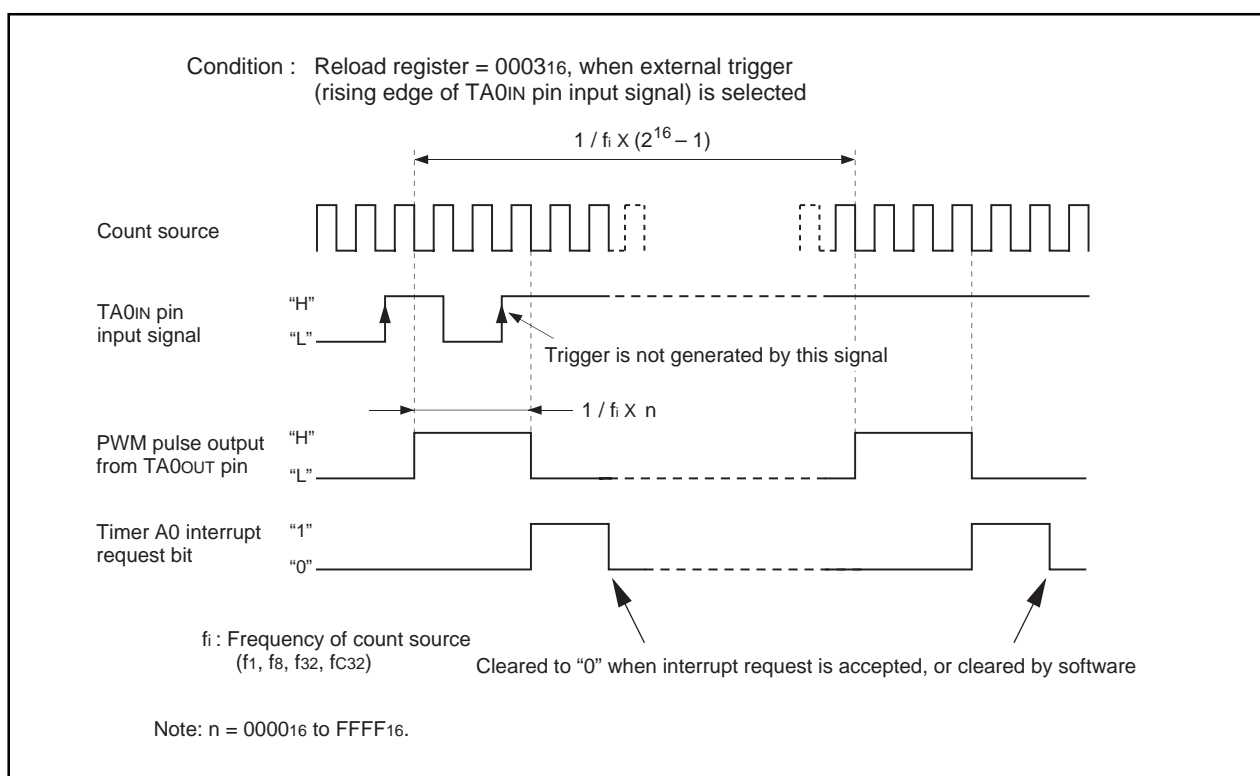 Condition : Reload register = 000316, when external trigger
(rising edge of TA0IN pin input signal) is selected
1 / fi X (2^16 – 1)
Count source
TA0IN pin
input signal
“H”
“L”
Trigger is not generated by this signal
1 / fi X n
PWM pulse output
from TA0OUT pin
“H”
“L”
Timer A0 interrupt
request bit
“1”
“0”
fi : Frequency of count source
(f1, f8, f32, fC32)
Cleared to “0” when interrupt request is accepted, or cleared by software
Note: n = 000016 to FFFF16.